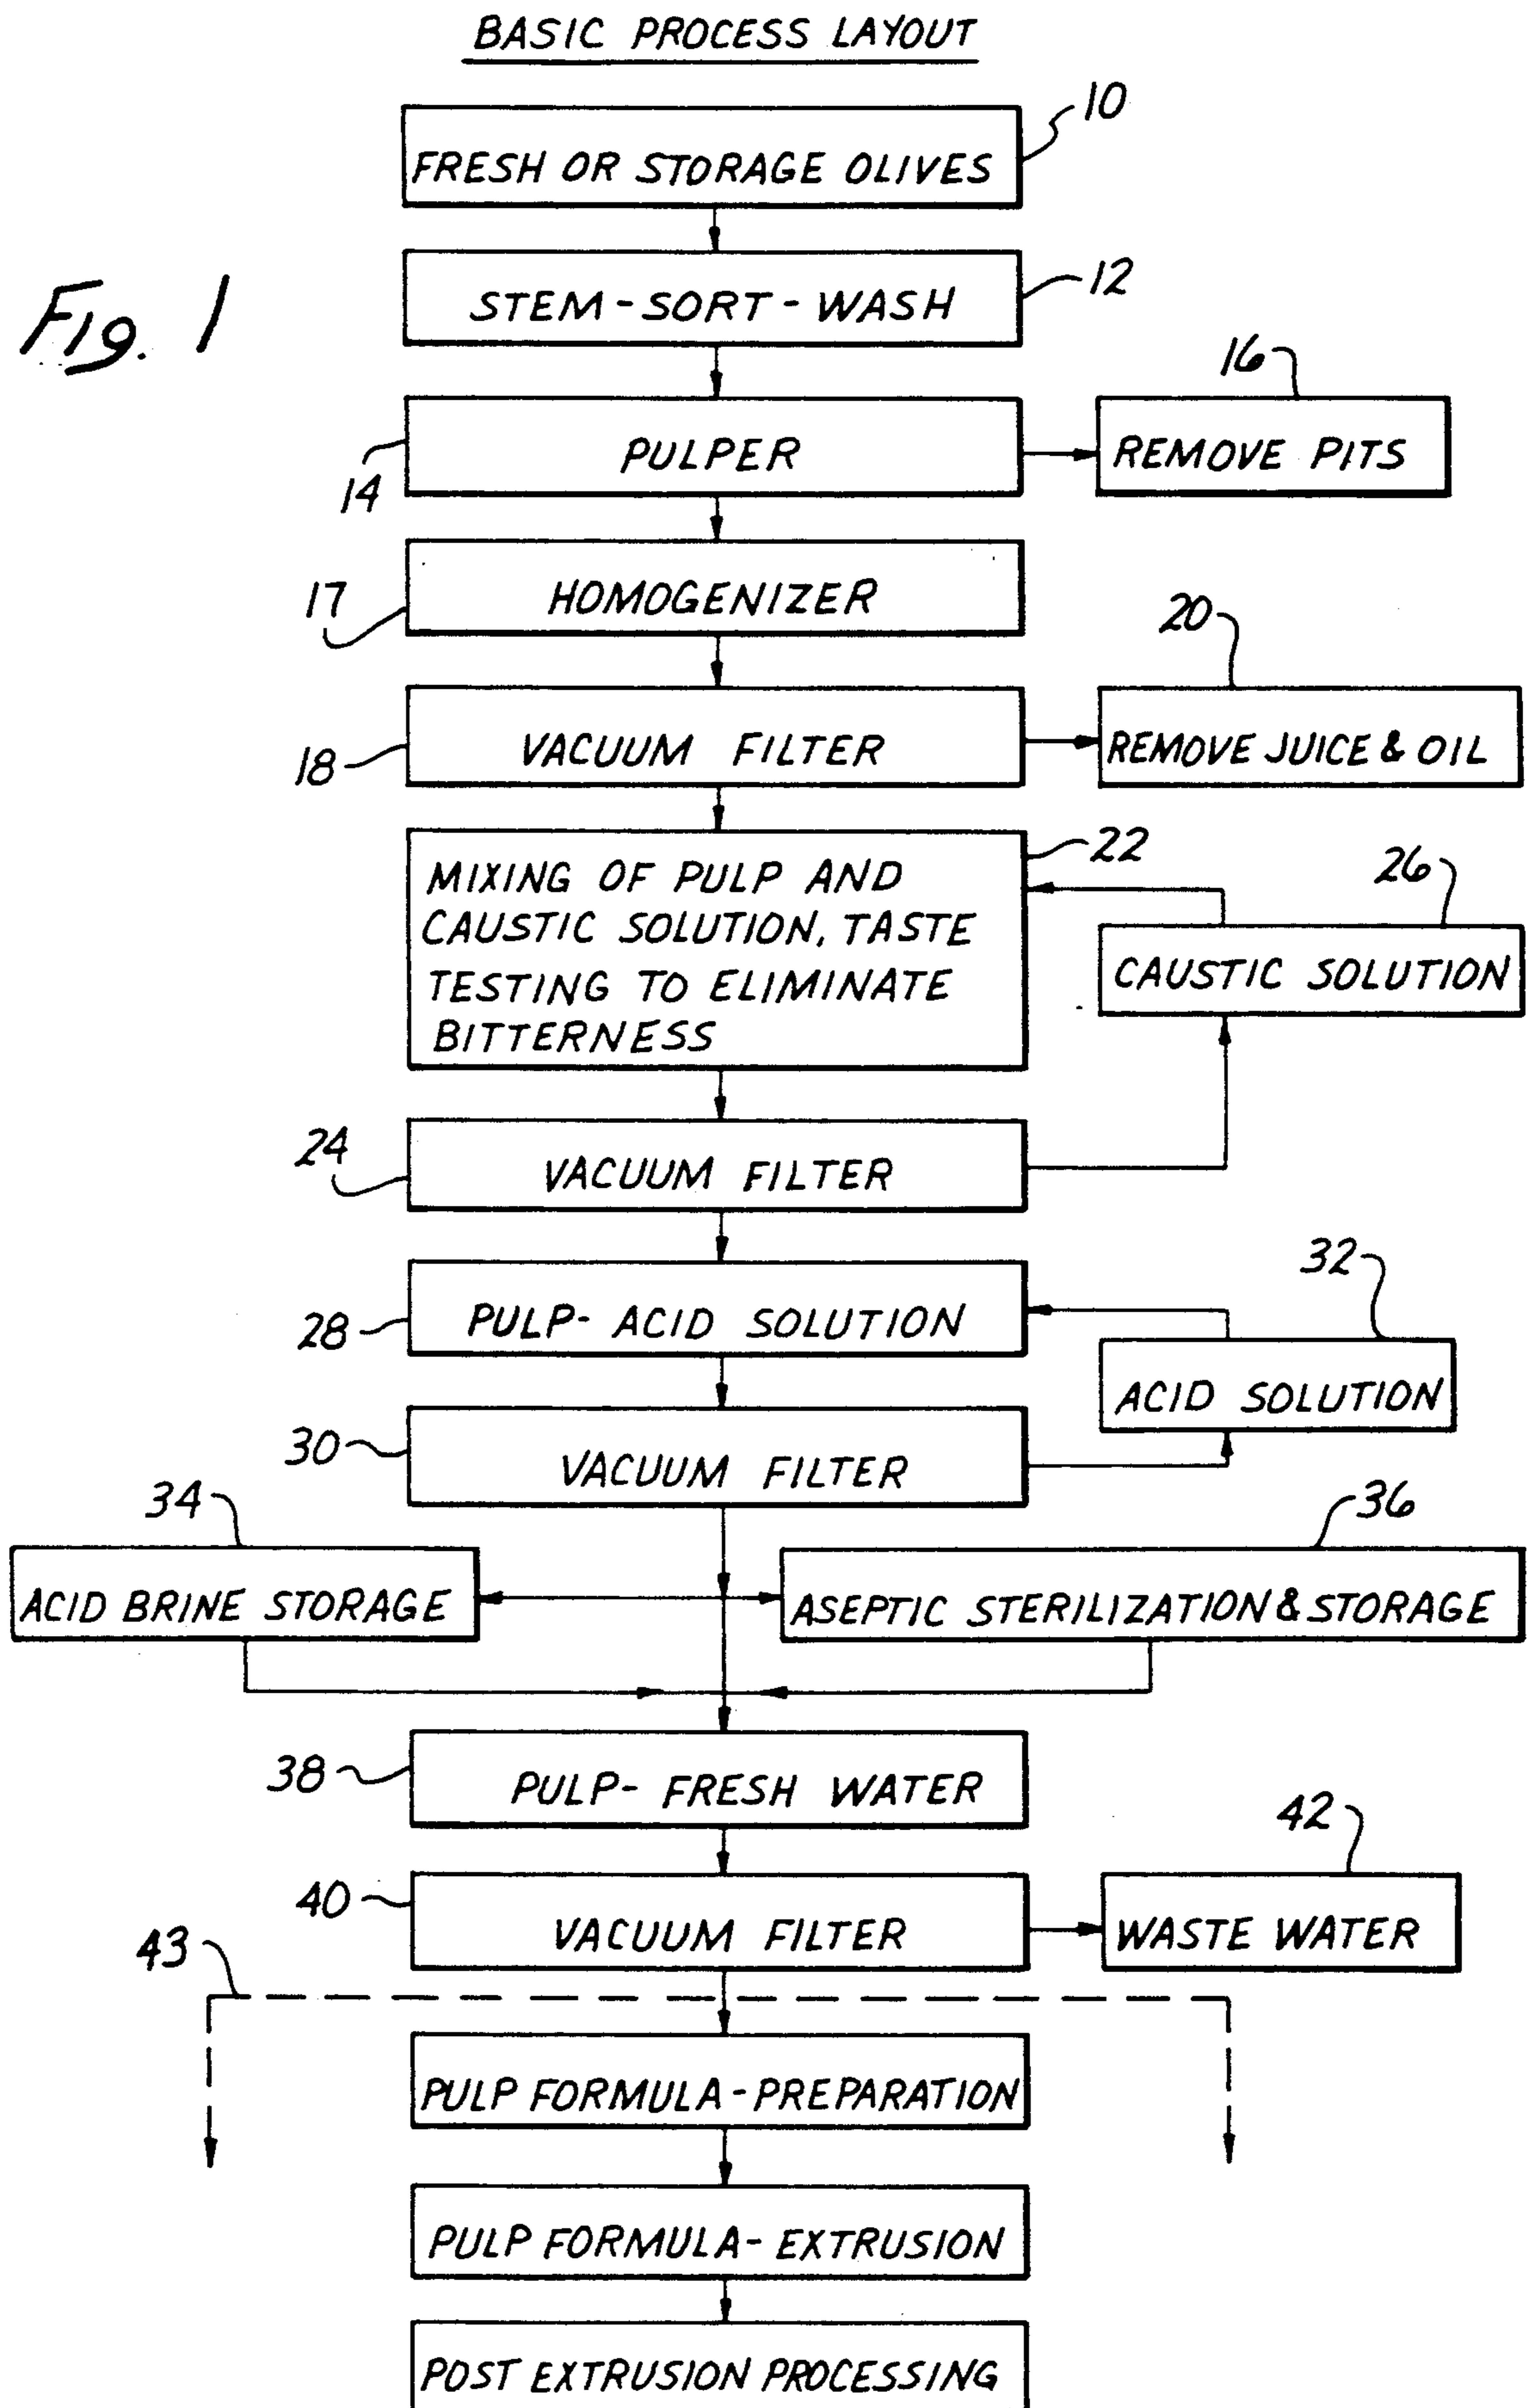 BASIC PROCESS LAYOUT
10
FRESH OR STORAGE OLIVES
Fig. 1
12
STEM-SORT-WASH
16
14
PULPER
REMOVE PITS
17
HOMOGENIZER
20
18
VACUUM FILTER
REMOVE JUICE & OIL
22
26
MIXING OF PULP AND
CAUSTIC SOLUTION, TASTE
TESTING TO ELIMINATE
BITTERNESS
CAUSTIC SOLUTION
24
VACUUM FILTER
32
28
PULP-ACID SOLUTION
ACID SOLUTION
30
VACUUM FILTER
34
36
ACID BRINE STORAGE
ASEPTIC STERILIZATION & STORAGE
38
PULP-FRESH WATER
42
40
VACUUM FILTER
WASTE WATER
43
PULP FORMULA-PREPARATION
PULP FORMULA-EXTRUSION
POST EXTRUSION PROCESSING